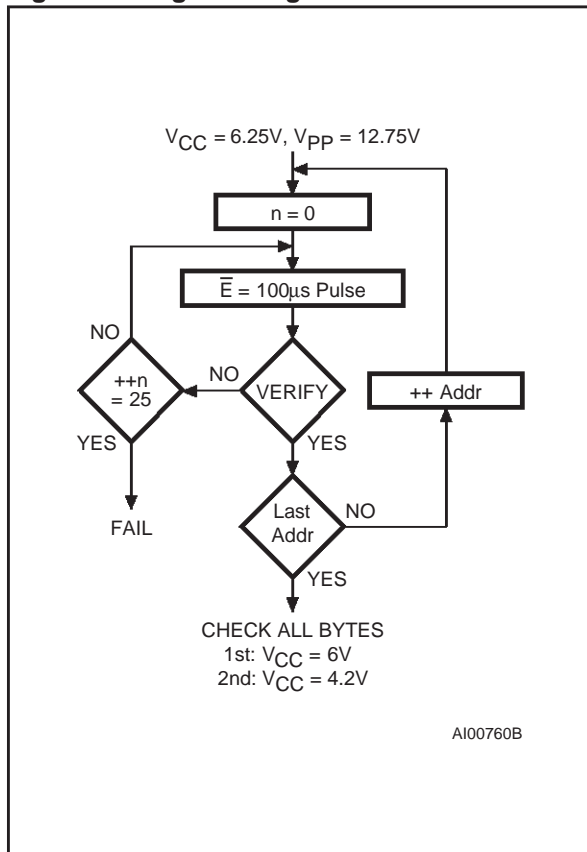 VCC = 6.25V, VPP = 12.75V
n = 0
E̅ = 100µs Pulse
NO
++n
= 25
NO
VERIFY
++ Addr
YES
YES
FAIL
Last
Addr
NO
YES
CHECK ALL BYTES
1st: VCC = 6V
2nd: VCC = 4.2V
AI00760B